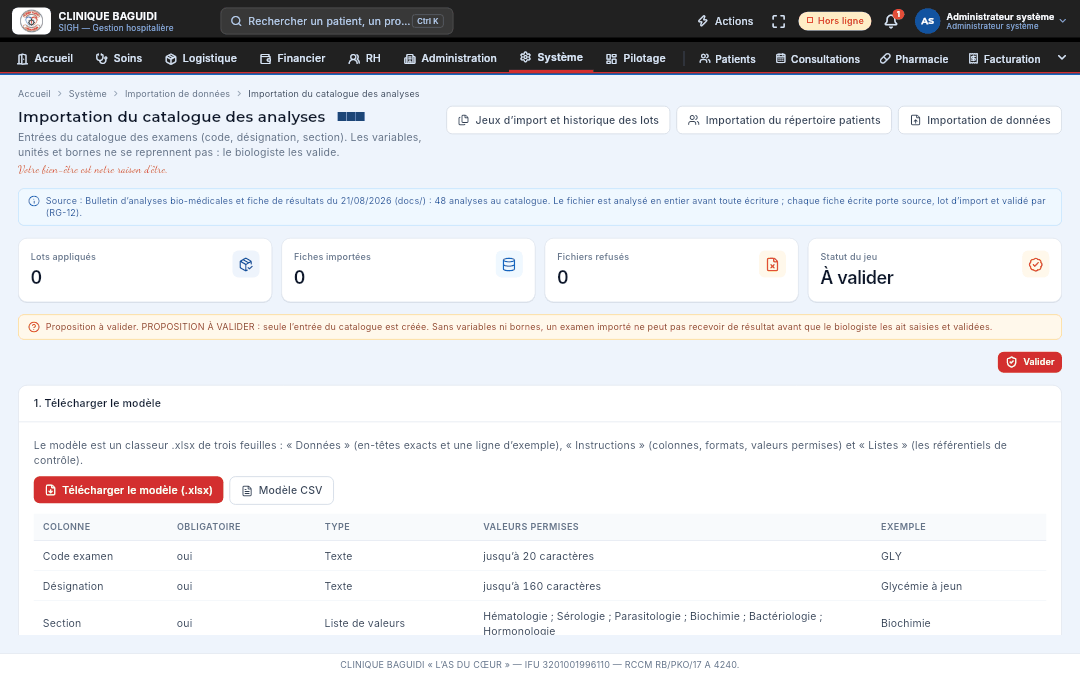 CLINIQUE BAGUIDI
SIGH — Gestion hospitalière
Rechercher un patient, un pro... Ctrl K
Actions
Hors ligne
1
AS
Administrateur système
Administrateur système
Accueil
Soins
Logistique
Financier
RH
Administration
Système
Pilotage
Patients
Consultations
Pharmacie
Facturation
Accueil > Système > Importation de données > Importation du catalogue des analyses
Importation du catalogue des analyses
Entrées du catalogue des examens (code, désignation, section). Les variables,
unités et bornes ne se reprennent pas : le biologiste les valide.
Votre bien-être est notre raison d'être.
Jeux d'import et historique des lots
Importation du répertoire patients
Importation de données
Source : Bulletin d'analyses bio-médicales et fiche de résultats du 21/08/2026 (docs/) : 48 analyses au catalogue. Le fichier est analysé en entier avant toute écriture ; chaque fiche écrite porte source, lot d'import et validé par
(RG-12).
Lots appliqués
0
Fiches importées
0
Fichiers refusés
0
Statut du jeu
À valider
Proposition à valider. PROPOSITION À VALIDER : seule l'entrée du catalogue est créée. Sans variables ni bornes, un examen importé ne peut pas recevoir de résultat avant que le biologiste les ait saisies et validées.
Valider
1. Télécharger le modèle
Le modèle est un classeur .xlsx de trois feuilles : « Données » (en-têtes exacts et une ligne d'exemple), « Instructions » (colonnes, formats, valeurs permises) et « Listes » (les référentiels de
contrôle).
Télécharger le modèle (.xlsx)
Modèle CSV
COLONNE OBLIGATOIRE TYPE VALEURS PERMISES EXEMPLE
Code examen oui Texte jusqu'à 20 caractères GLY
Désignation oui Texte jusqu'à 160 caractères Glycémie à jeun
Section oui Liste de valeurs Hématologie ; Sérologie ; Parasitologie ; Biochimie ; Bactériologie ; Biochimie
Hormonologie
CLINIQUE BAGUIDI « L'AS DU CŒUR » — IFU 3201001996110 — RCCM RB/PKO/17 A 4240.